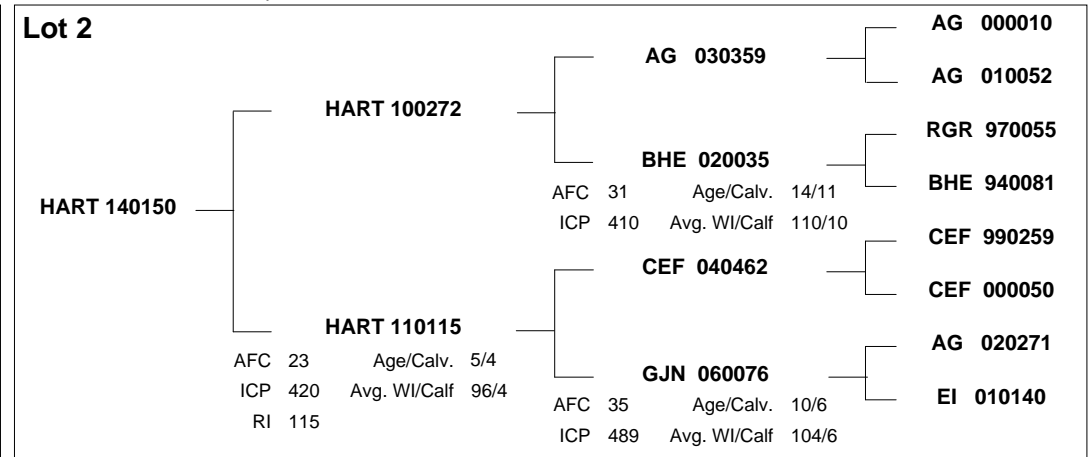 Lot 2
AG 000010
AG 030359
AG 010052
HART 100272
RGR 970055
BHE 020035
BHE 940081
AFC 31 Age/Calv. 14/11
ICP 410 Avg. WI/Calf 110/10
HART 140150
CEF 990259
CEF 040462
CEF 000050
HART 110115
AFC 23 Age/Calv. 5/4
ICP 420 Avg. WI/Calf 96/4
RI 115
AG 020271
GJN 060076
EI 010140
AFC 35 Age/Calv. 10/6
ICP 489 Avg. WI/Calf 104/6